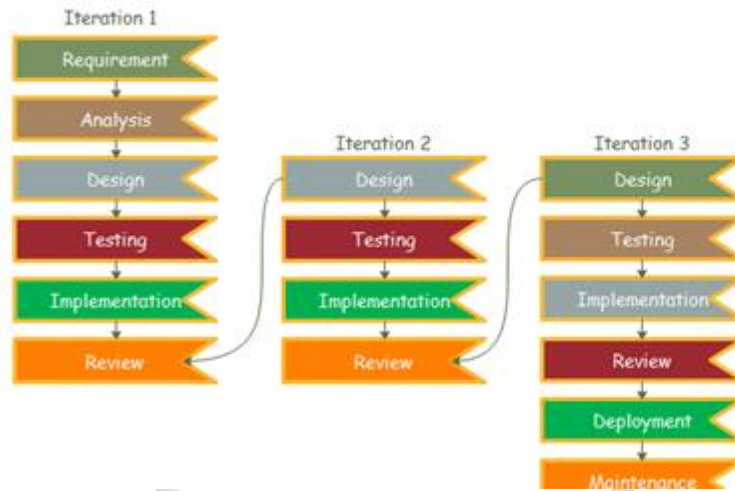 Iteration 1
Requirement
Analysis
Design
Testing
Implementation
Review
Iteration 2
Design
Testing
Implementation
Review
Iteration 3
Design
Testing
Implementation
Review
Deployment
Maintenance